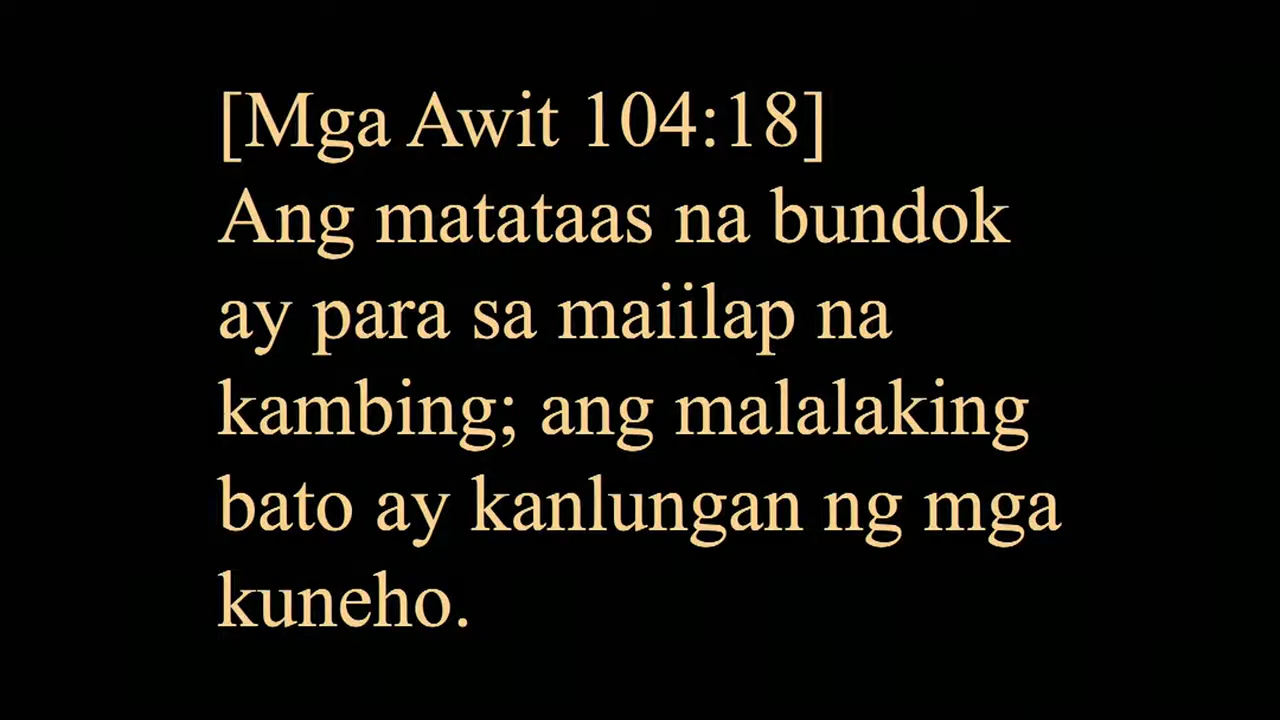 [Mga Awit 104:18]
Ang matataas na bundok
ay para sa maiilap na
kambing; ang malalaking
bato ay kanlungan ng mga
kuneho.